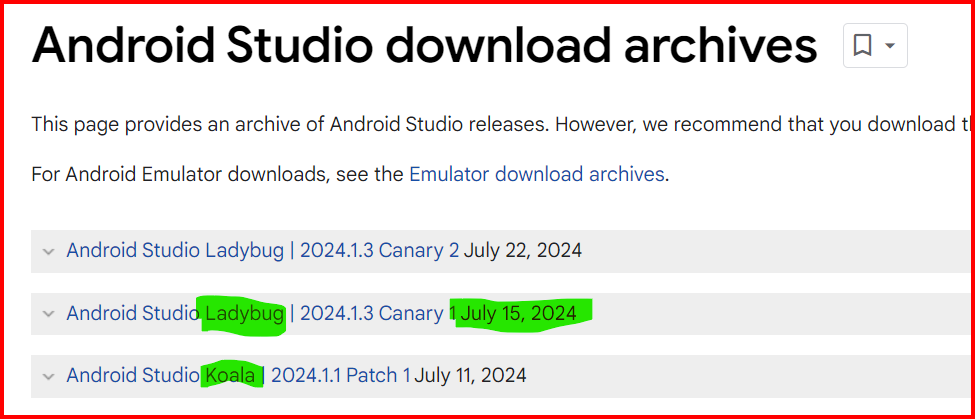 Android Studio download archives
This page provides an archive of Android Studio releases. However, we recommend that you download
For Android Emulator downloads, see the Emulator download archives.
Android Studio Ladybug | 2024.1.3 Canary 2 July 22, 2024
Android Studio Ladybug | 2024.1.3 Canary 1 July 15, 2024
Android Studio Koala | 2024.1.1 Patch 1 July 11, 2024